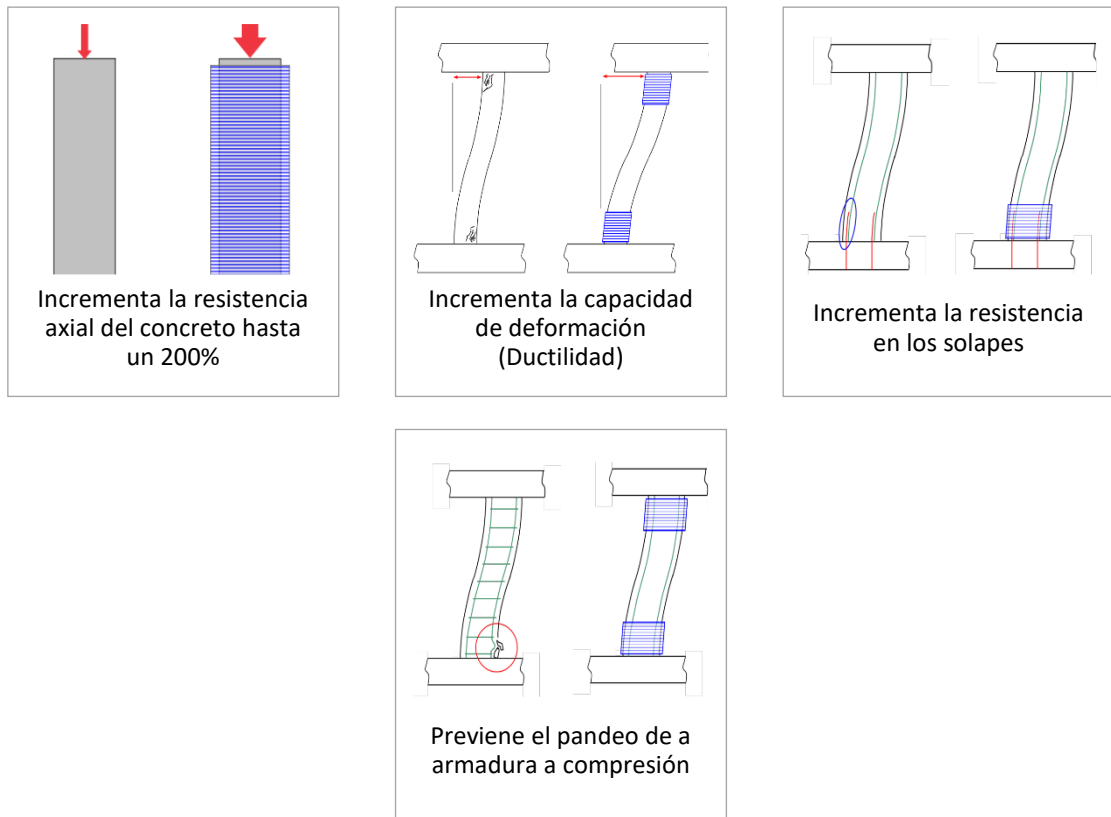 Incrementa la resistencia
axial del concreto hasta
un 200%
Incrementa la capacidad
de deformación
(Ductilidad)
Incrementa la resistencia
en los solapes
Previene el pandeo de a
armadura a compresión